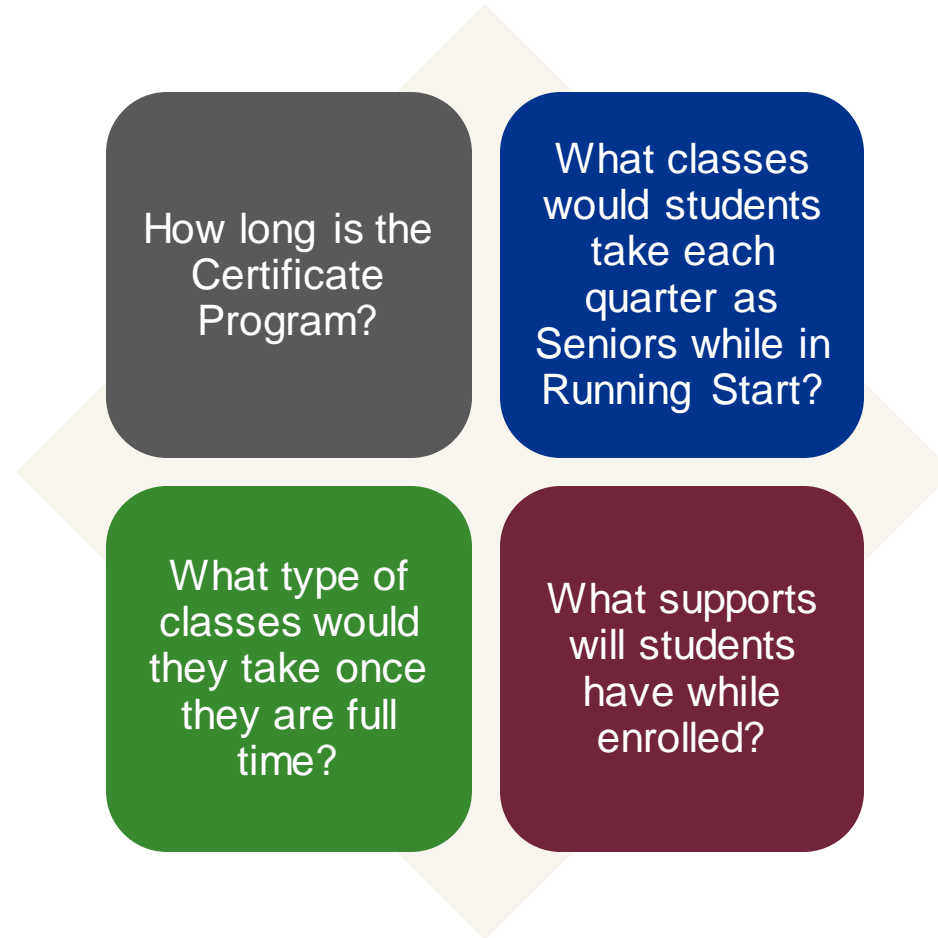 How long is the
Certificate
Program?
What classes
would students
take each
quarter as
Seniors while in
Running Start?
What type of
classes would
they take once
they are full
time?
What supports
will students
have while
enrolled?